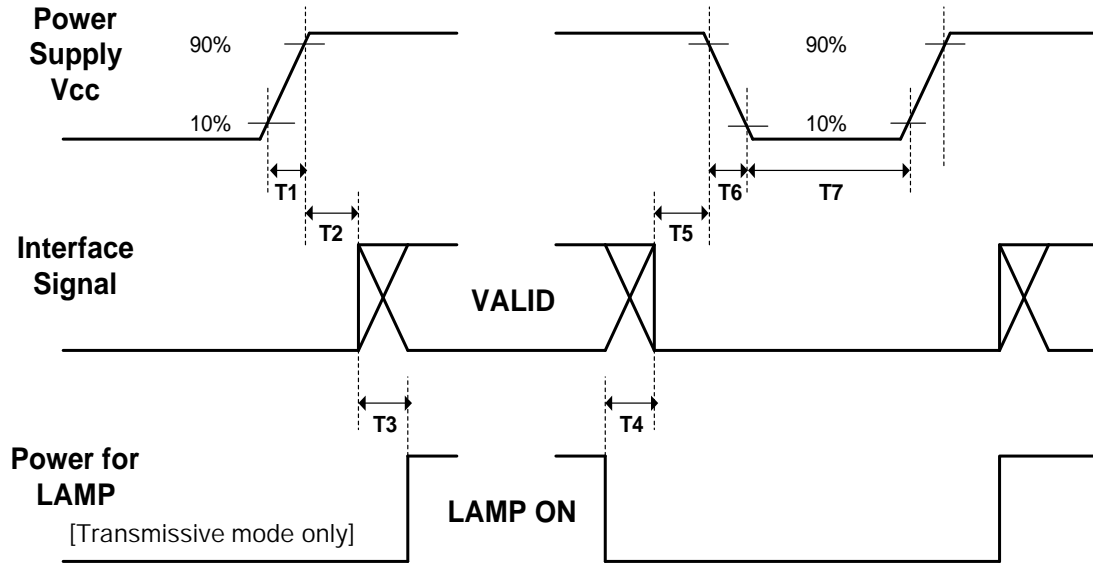 Power
Supply
Vcc
90%
10%
90%
10%
T1
T6
T7
T2
T5
Interface
Signal
VALID
T3
T4
Power for
LAMP
[Transmissive mode only]
LAMP ON